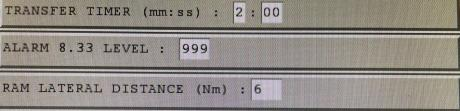 TRANSFER TIMER (mm:ss) : 2 : 00
ALARM 8.33 LEVEL : 999
RAM LATERAL DISTANCE (Nm) : 6